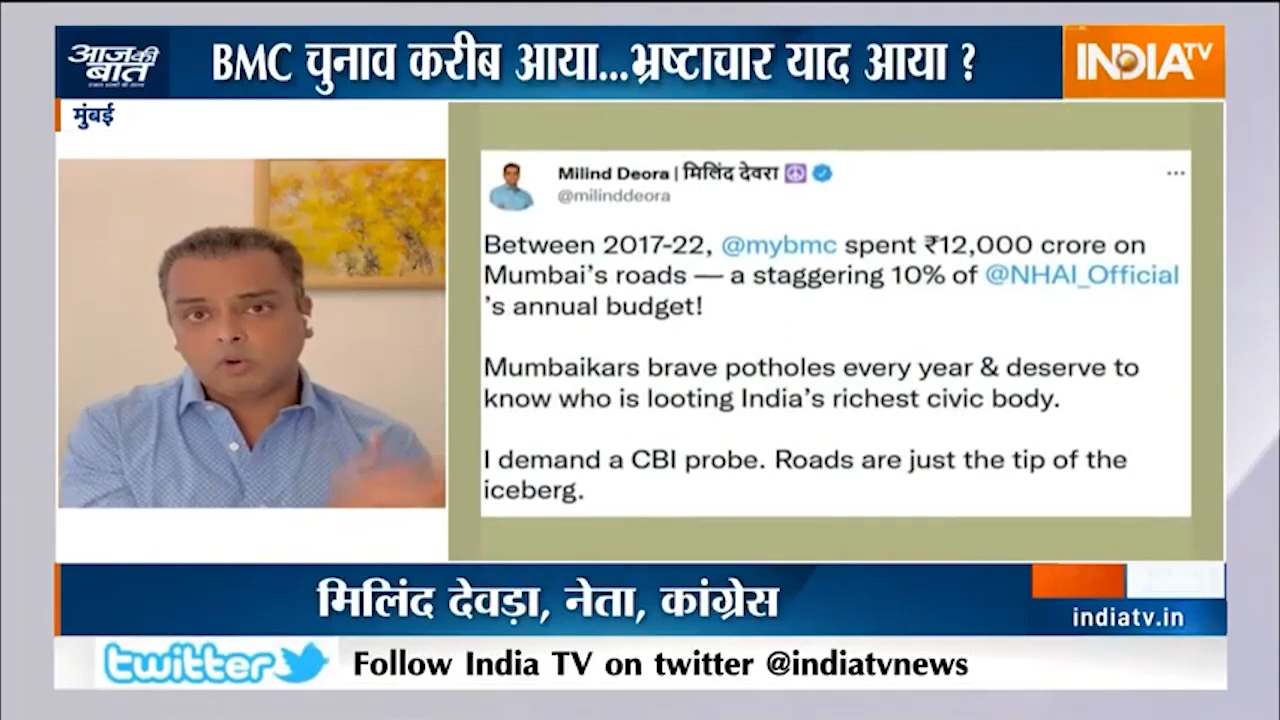 आज की
बात
BMC चुनाव करीब आया...भ्रष्टाचार याद आया ?
INDIA TV
मुंबई
Milind Deora | मिलिंद देवरा
@milinddeora
Between 2017-22, @mybmc spent ₹12,000 crore on
Mumbai's roads — a staggering 10% of @NHAI_Official
's annual budget!
Mumbaikars brave potholes every year & deserve to
know who is looting India's richest civic body.
I demand a CBI probe. Roads are just the tip of the
iceberg.
मिलिंद देवड़ा, नेता, कांग्रेस
indiatv.in
twitter
Follow India TV on twitter @indiatvnews